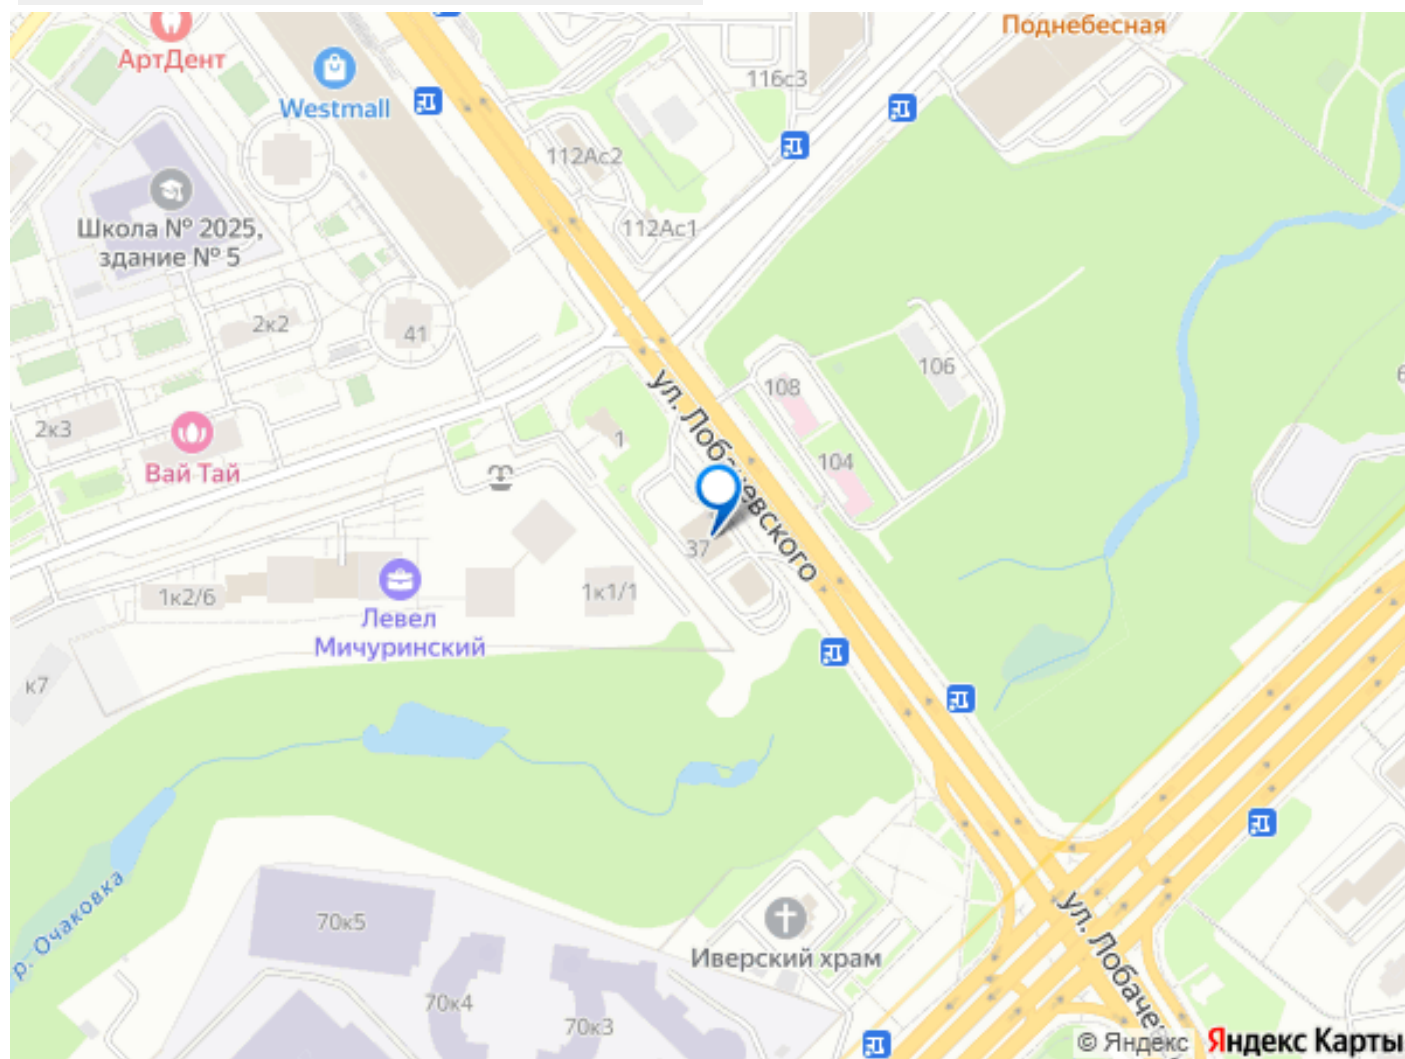 Поднебесная
АртДент
116с3
Westmall
112Ас2
Школа № 2025,
здание № 5
112Ас1
2к2
41
106
108
2к3
1
Вай Тай
104
ул. Лобачевского
37
1к2/6
1к1/1
Левел
Мичуринский
к7
р. Очаковка
70к5
Иверский храм
70к4
70к3
ул. Лобаче
© Яндекс Яндекс Карты